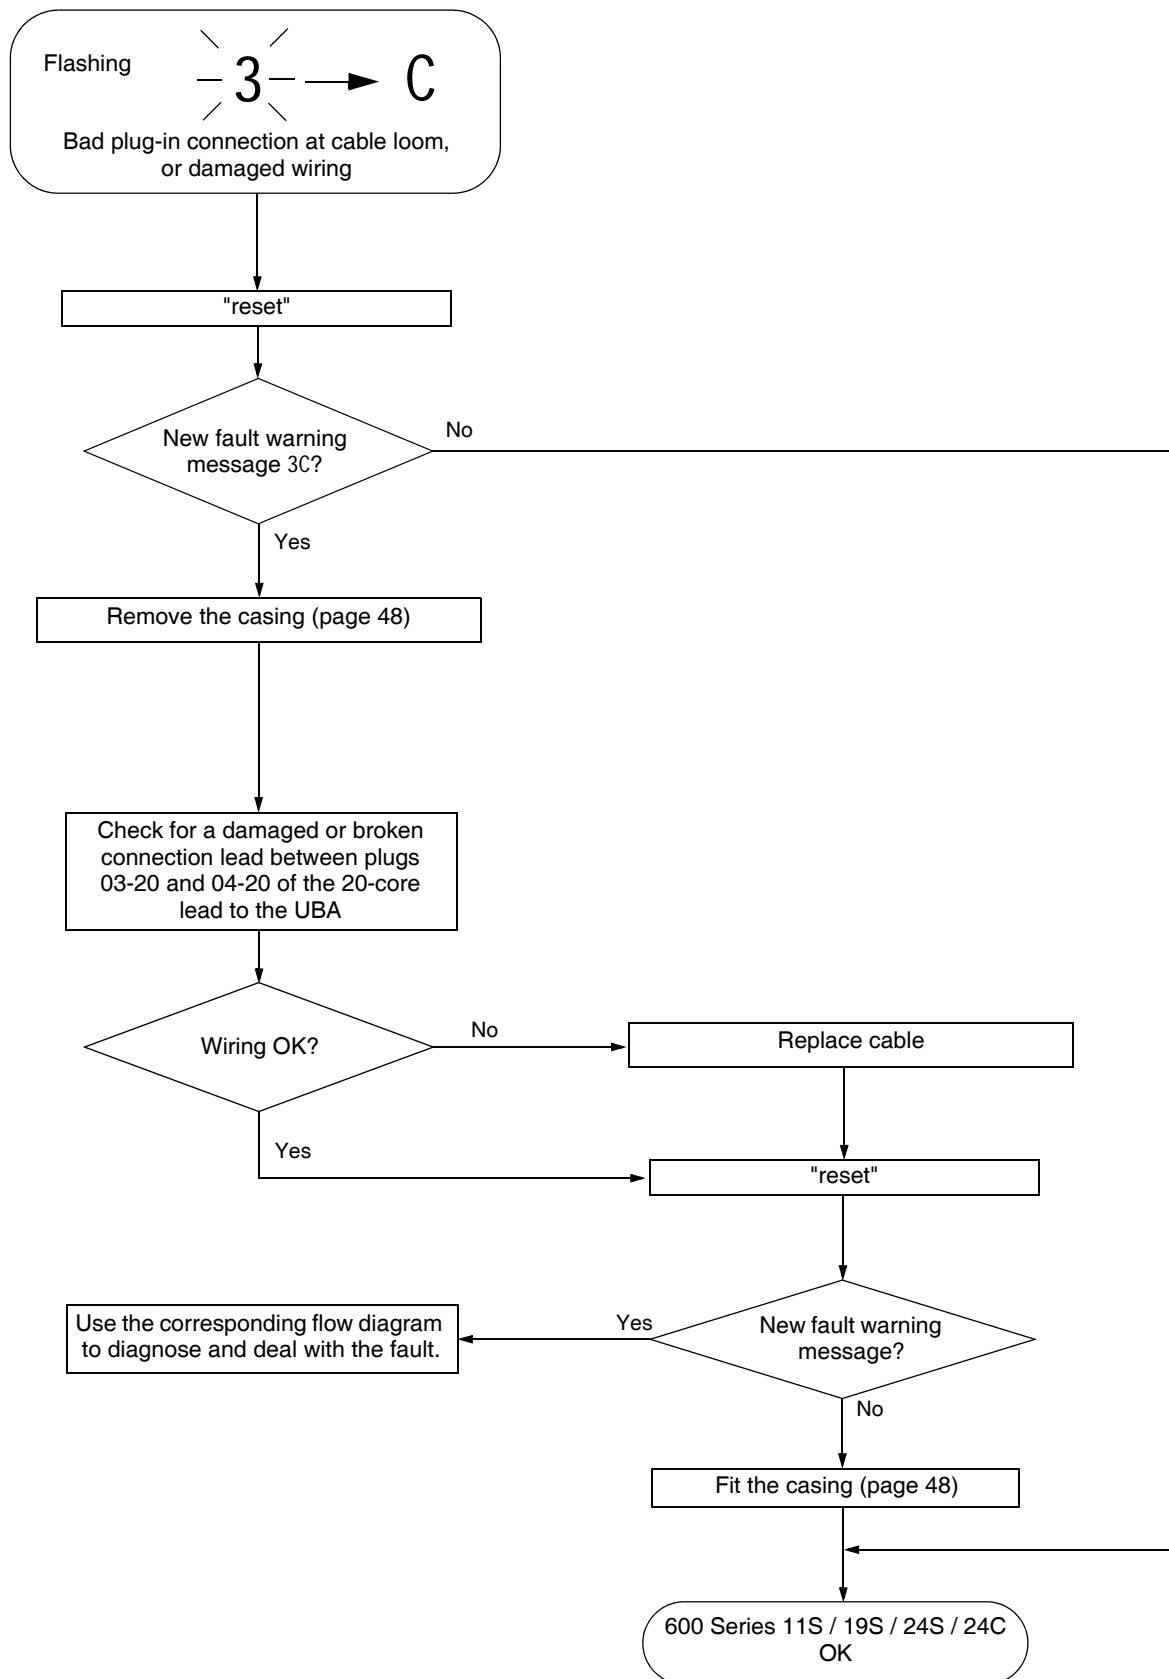 Flashing
3 C
Bad plug-in connection at cable loom,
or damaged wiring
"reset"
New fault warning
message 3C?
No
Yes
Remove the casing (page 48)
Check for a damaged or broken
connection lead between plugs
03-20 and 04-20 of the 20-core
lead to the UBA
Wiring OK?
No
Replace cable
Yes
"reset"
New fault warning
message?
Yes
Use the corresponding flow diagram
to diagnose and deal with the fault.
No
Fit the casing (page 48)
600 Series 11S / 19S / 24S / 24C
OK